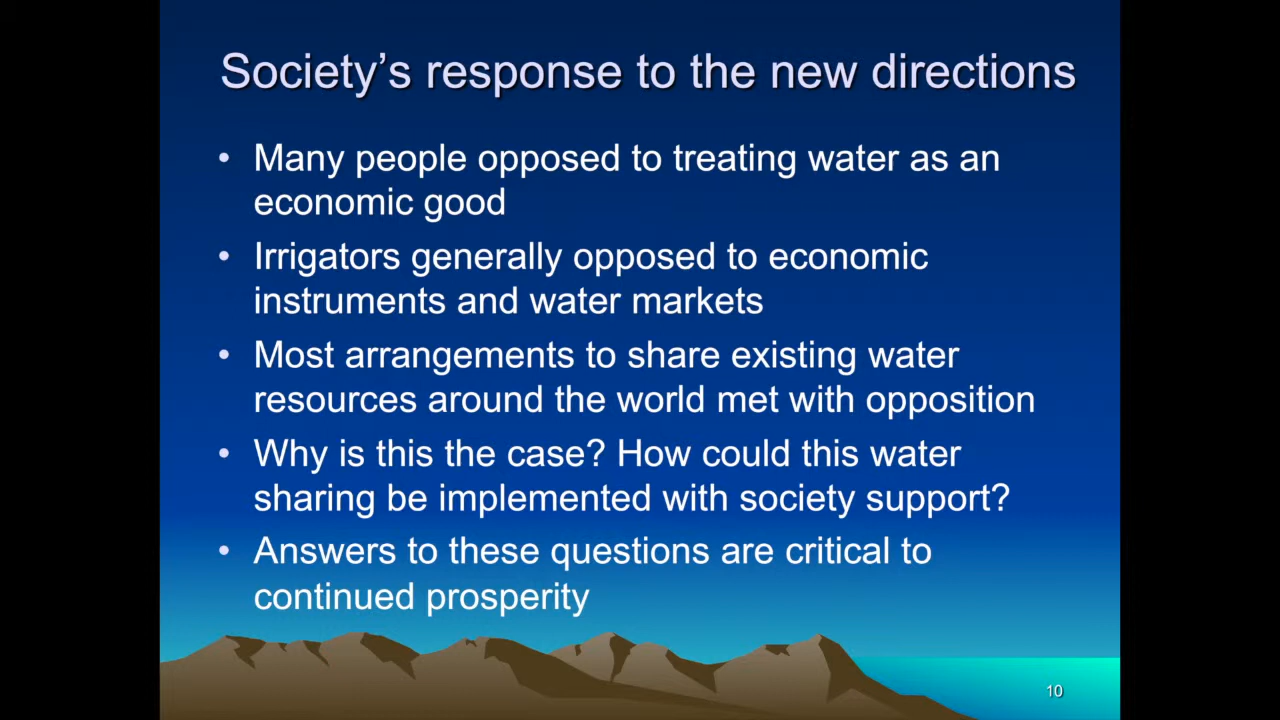 Society’s response to the new directions
• Many people opposed to treating water as an
economic good
• Irrigators generally opposed to economic
instruments and water markets
• Most arrangements to share existing water
resources around the world met with opposition
• Why is this the case? How could this water
sharing be implemented with society support?
• Answers to these questions are critical to
continued prosperity
10